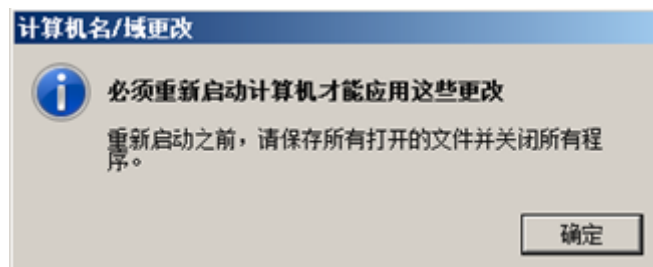 计算机名/域更改
必须重新启动计算机才能应用这些更改
重新启动之前，请保存所有打开的文件并关闭所有程
序。
确定